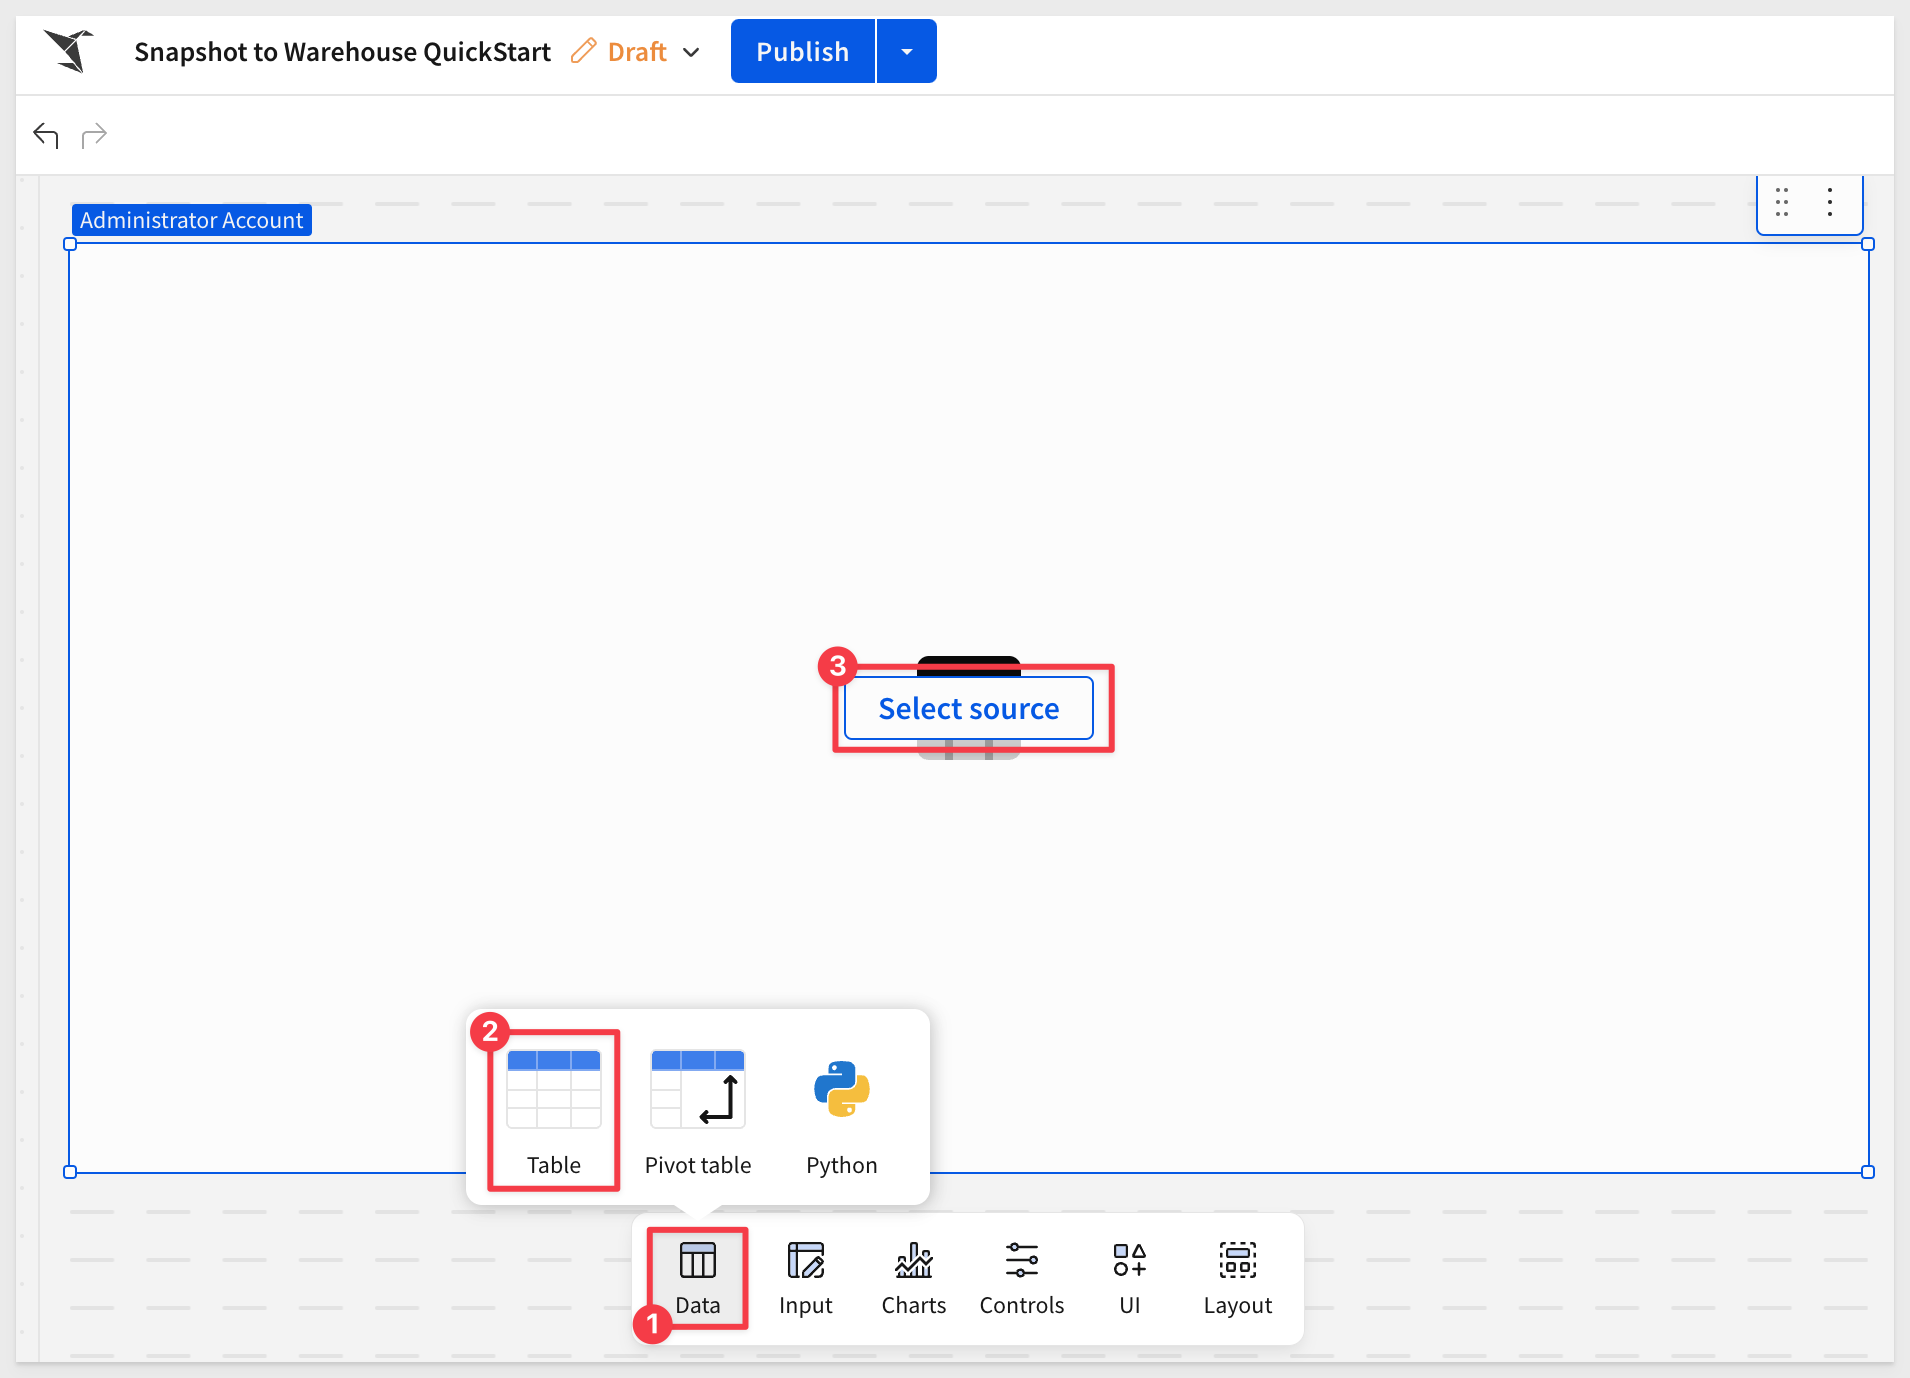 Snapshot to Warehouse QuickStart Draft Publish
Administrator Account
3
Select source
2
Table Pivot table Python
Data Input Charts Controls UI Layout
1